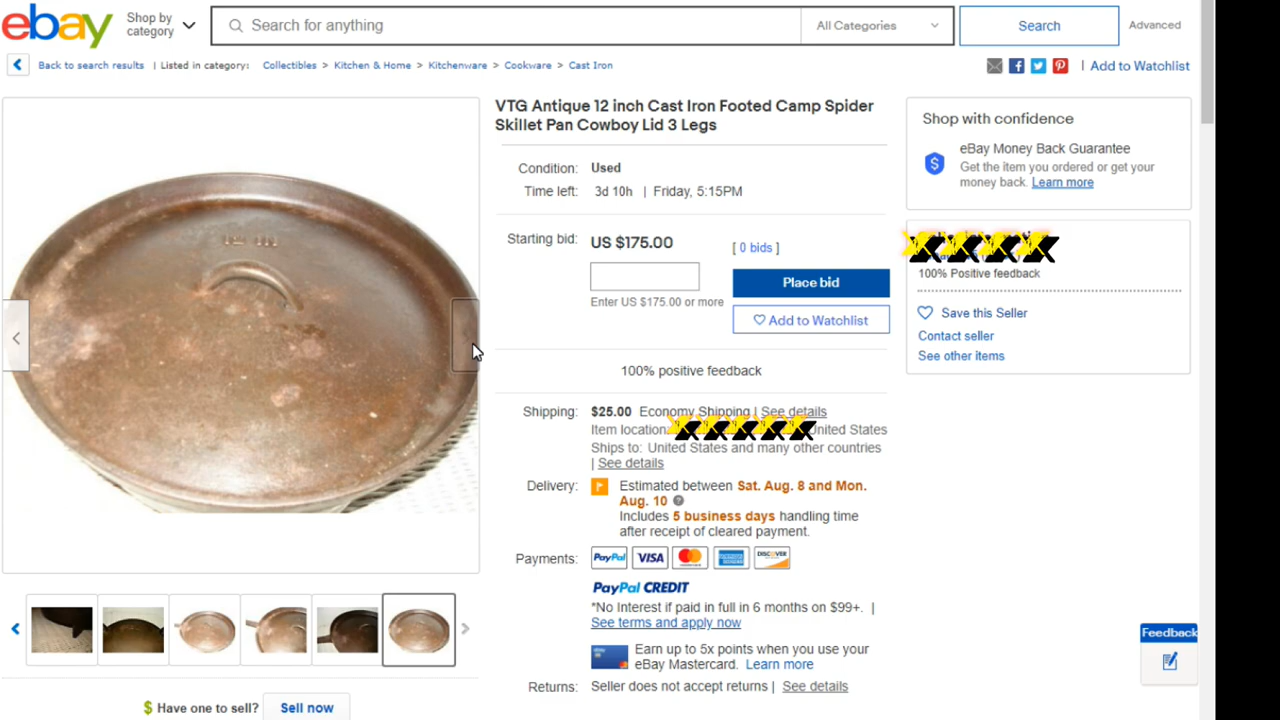 ebay
Shop by
category
Search for anything
All Categories
Search
Advanced
Back to search results | Listed in category: Collectibles > Kitchen & Home > Kitchenware > Cookware > Cast Iron
| Add to Watchlist
VTG Antique 12 inch Cast Iron Footed Camp Spider
Skillet Pan Cowboy Lid 3 Legs
Condition: Used
Time left: 3d 10h | Friday, 5:15PM
Starting bid: US $175.00
[ 0 bids ]
Place bid
Enter US $175.00 or more
Add to Watchlist
100% positive feedback
Shipping: $25.00 Economy Shipping | See details
Item location: United States
Ships to: United States and many other countries
| See details
Delivery: Estimated between Sat. Aug. 8 and Mon.
Aug. 10
Includes 5 business days handling time
after receipt of cleared payment.
Payments: PayPal VISA MasterCard AMERICAN EXPRESS DISCOVER
PayPal CREDIT
*No Interest if paid in full in 6 months on $99+. |
See terms and apply now
Earn up to 5x points when you use your
eBay Mastercard. Learn more
Returns: Seller does not accept returns | See details
Shop with confidence
eBay Money Back Guarantee
Get the item you ordered or get your
money back. Learn more
100% Positive feedback
Save this Seller
Contact seller
See other items
Feedback
$ Have one to sell? Sell now